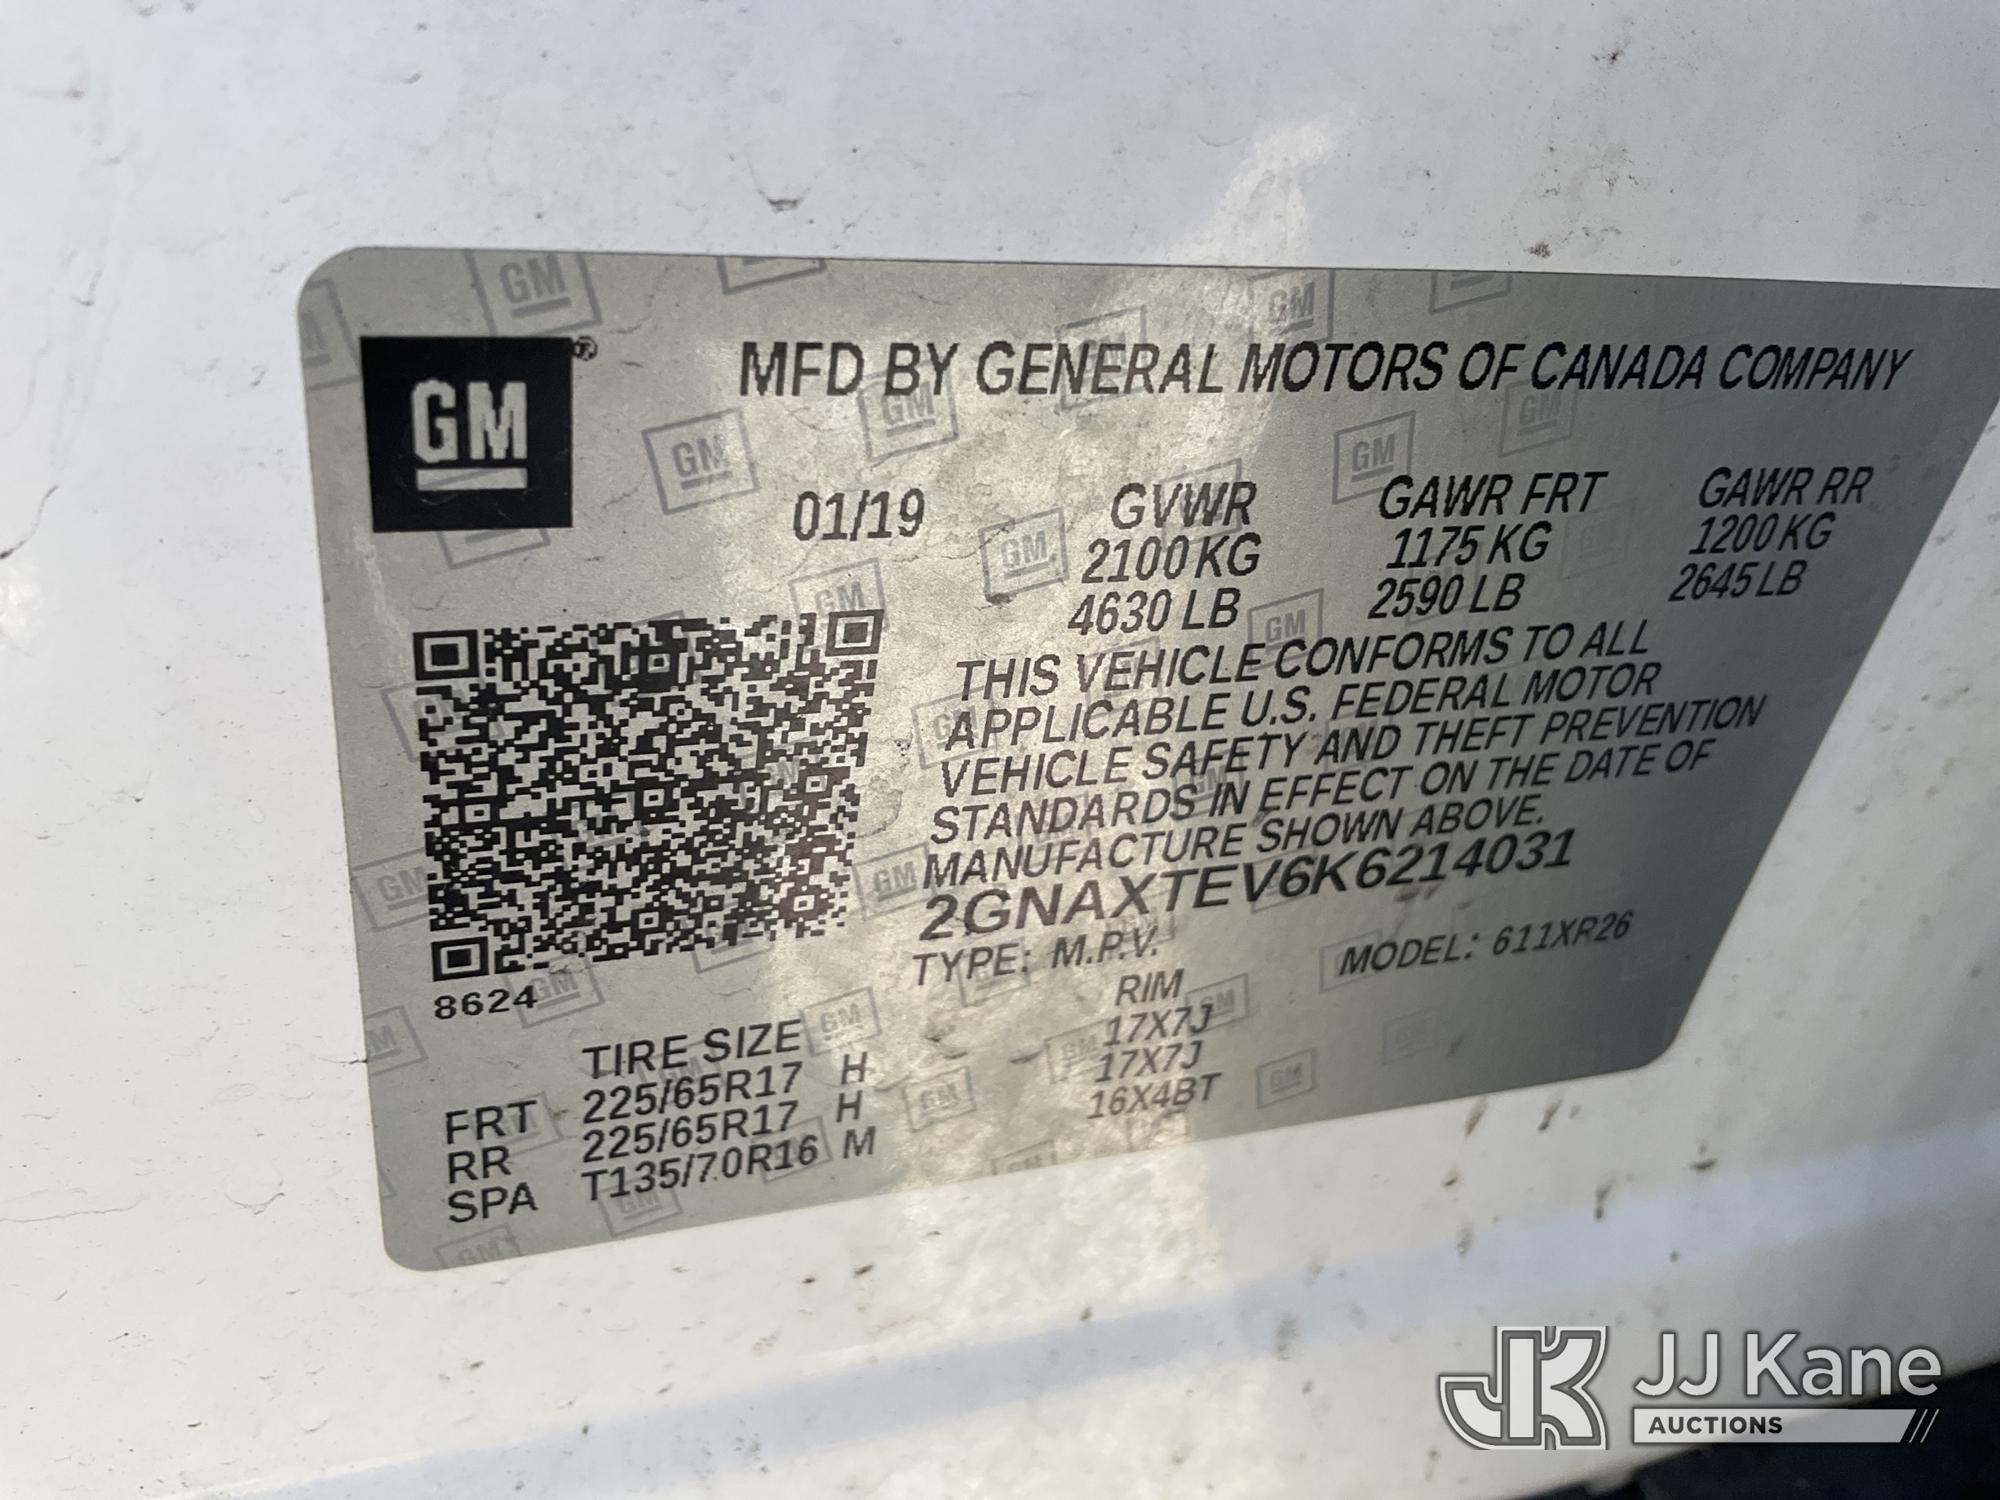 GM®
MFD BY GENERAL MOTORS OF CANADA COMPANY
01/19 GVWR GAWR FRT GAWR RR
2100 KG 1175 KG 1200 KG
4630 LB 2590 LB 2645 LB
THIS VEHICLE CONFORMS TO ALL
APPLICABLE U.S. FEDERAL MOTOR
VEHICLE SAFETY AND THEFT PREVENTION
STANDARDS IN EFFECT ON THE DATE OF
MANUFACTURE SHOWN ABOVE.
2GNAXTEV6K6214031
TYPE: M.P.V. MODEL: 611XR26
8624
TIRE SIZE RIM
FRT 225/65R17 H 17X7J
RR 225/65R17 H 17X7J
SPA T135/70R16 M 16X4BT
JK JJ Kane
AUCTIONS